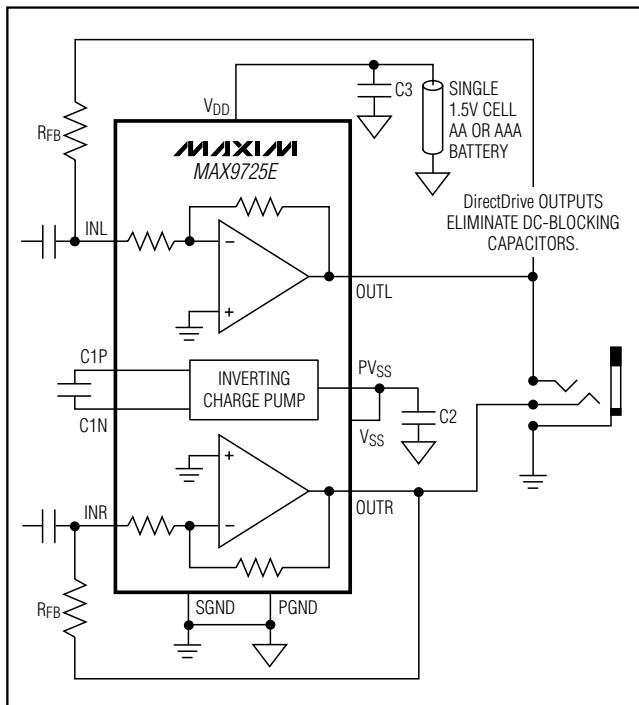 VDD
C3
SINGLE
1.5V CELL
AA OR AAA
BATTERY
RFB
MAXIM
MAX9725E
DirectDrive OUTPUTS
ELIMINATE DC-BLOCKING
CAPACITORS.
INL
−
+
OUTL
C1P
C1N
INVERTING
CHARGE PUMP
PVSS
VSS
C2
+
−
INR
OUTR
RFB
SGND
PGND